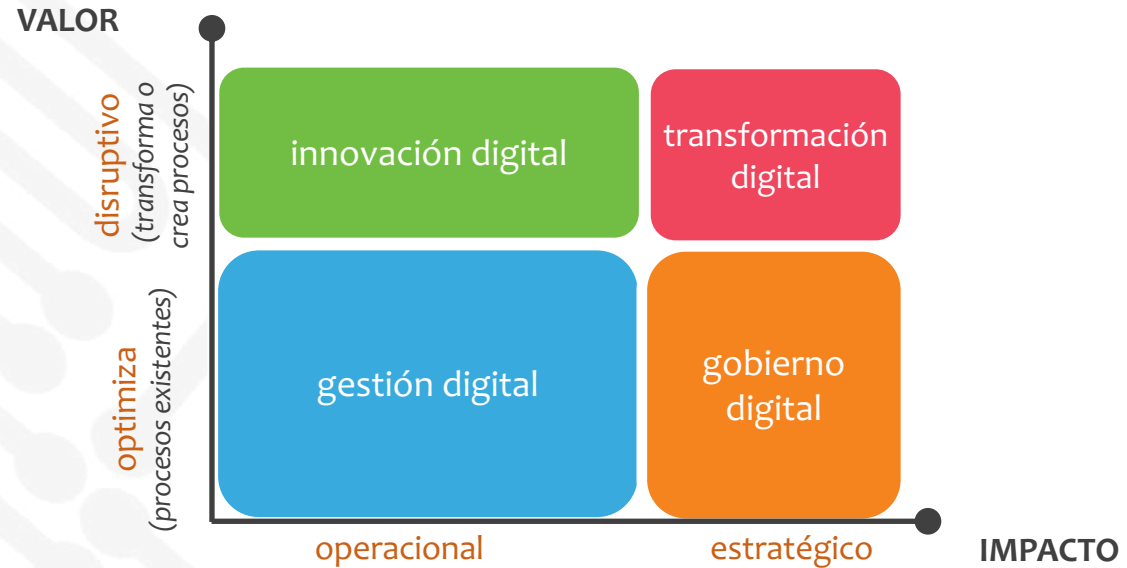 VALOR
disruptivo
(transforma o
crea procesos)
innovación digital
transformación
digital
optimiza
(procesos existentes)
gestión digital
gobierno
digital
operacional
estratégico
IMPACTO